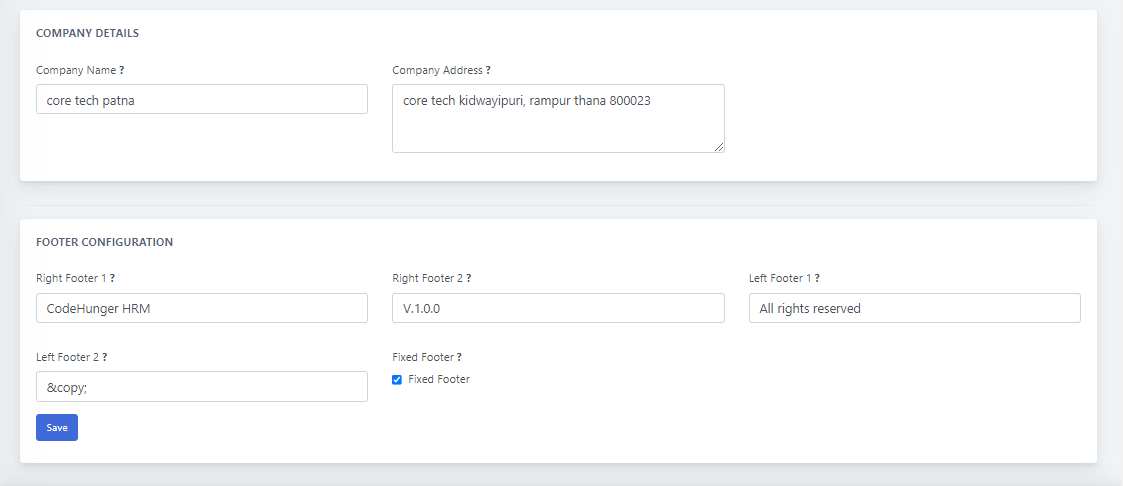 COMPANY DETAILS
Company Name ? Company Address ?
core tech patna core tech kidwayipuri, rampur thana 800023
FOOTER CONFIGURATION
Right Footer 1 ? Right Footer 2 ? Left Footer 1 ?
CodeHunger HRM V.1.0.0 All rights reserved
Left Footer 2 ? Fixed Footer ?
&copy; Fixed Footer
Save